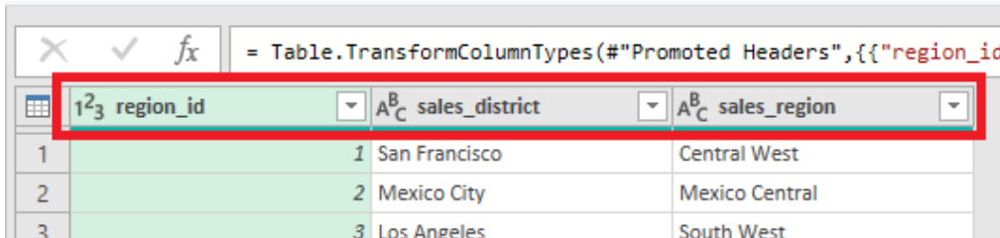 fx = Table.TransformColumnTypes(#"Promoted Headers",{{"region_id
1²3 region_id ABC sales_district ABC sales_region
1 1 San Francisco Central West
2 2 Mexico City Mexico Central
3 3 Los Angeles South West